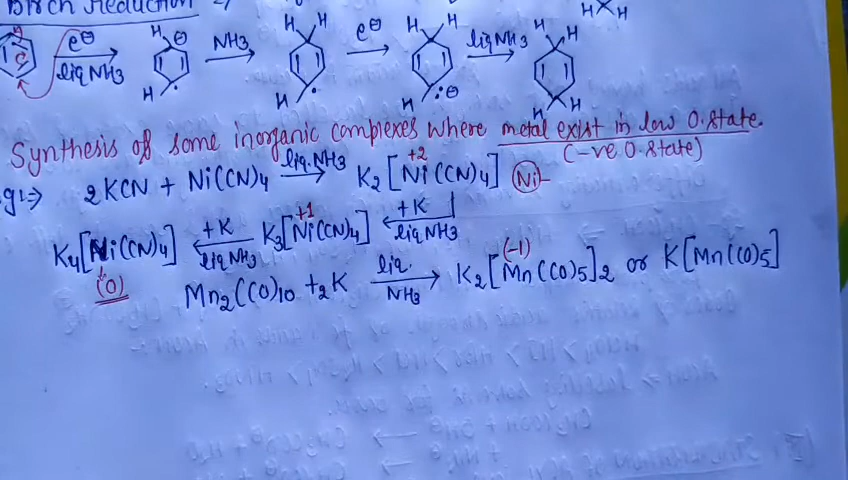 Birch Reduction →
H H
e⊖ liq NH3 → H ⊖ H • NH3 → H H H • e⊖ → H H H :⊖ liq NH3 → H H H H
Synthesis of some inorganic complexes where metal exist in low O.state.
(-ve O.state)
eg1:→ 2KCN + Ni(CN)4 liq.NH3 → K2[Ni(CN)4] +2 Ni-
K4[Ni(CN)4] ← +K liq NH3 K3[Ni(CN)4] +1 ← +K liq NH3
(0) Mn2(CO)10 +2K liq. NH3 → K2[Mn(CO)5]2 (-1) or K[Mn(CO)5]